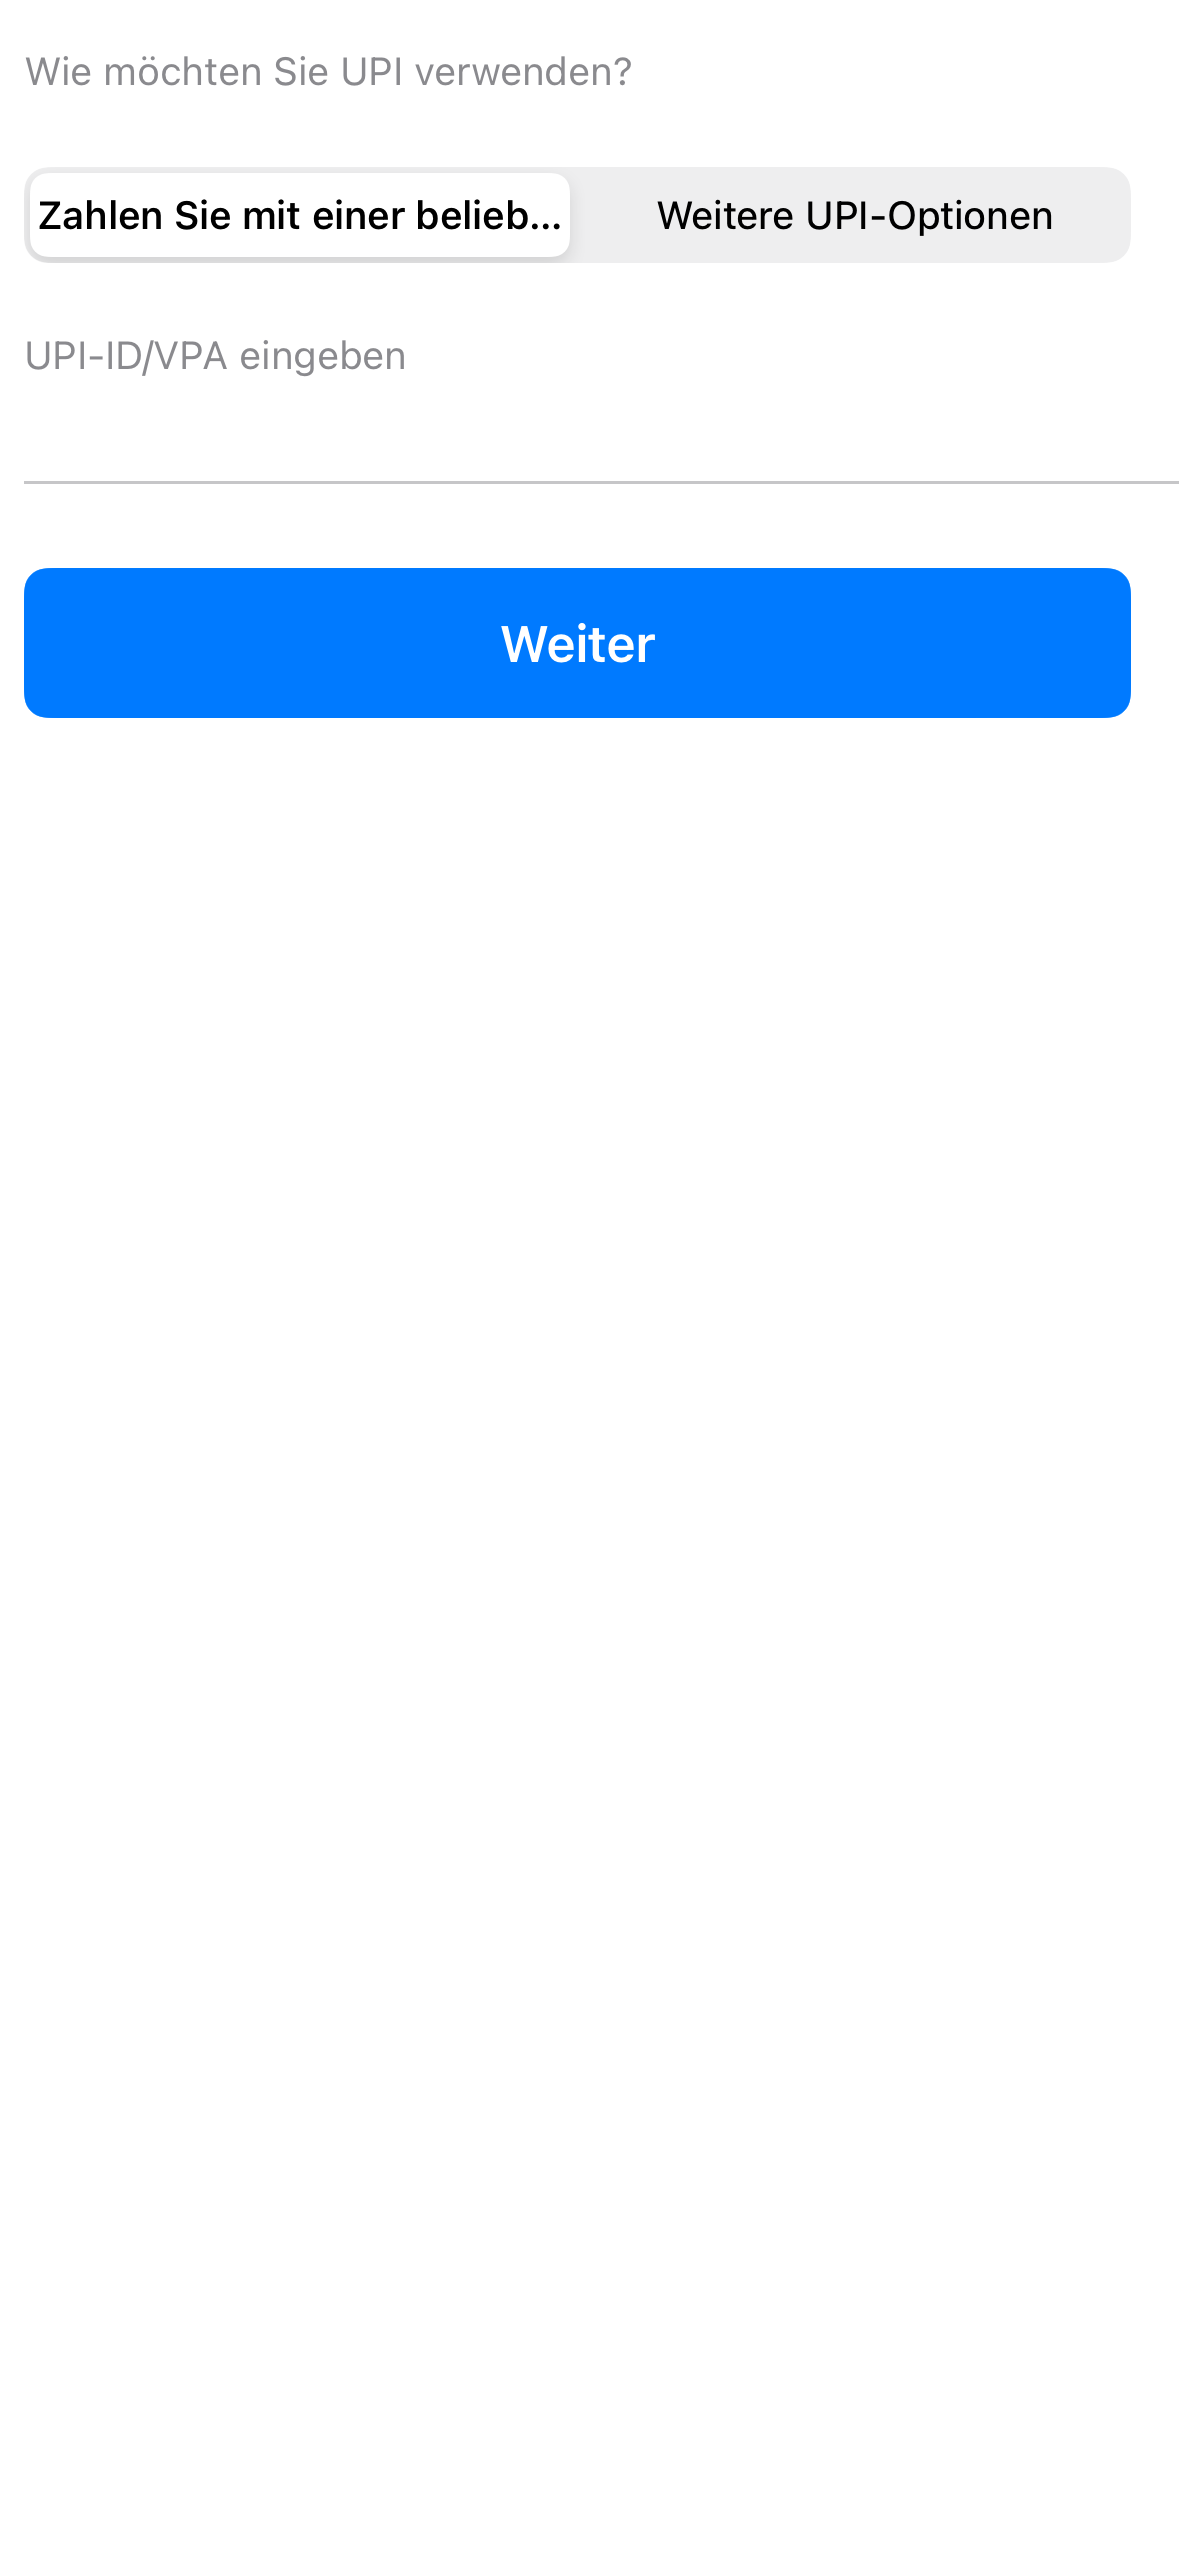 Wie möchten Sie UPI verwenden?
Zahlen Sie mit einer belieb...
Weitere UPI-Optionen
UPI-ID/VPA eingeben
Weiter